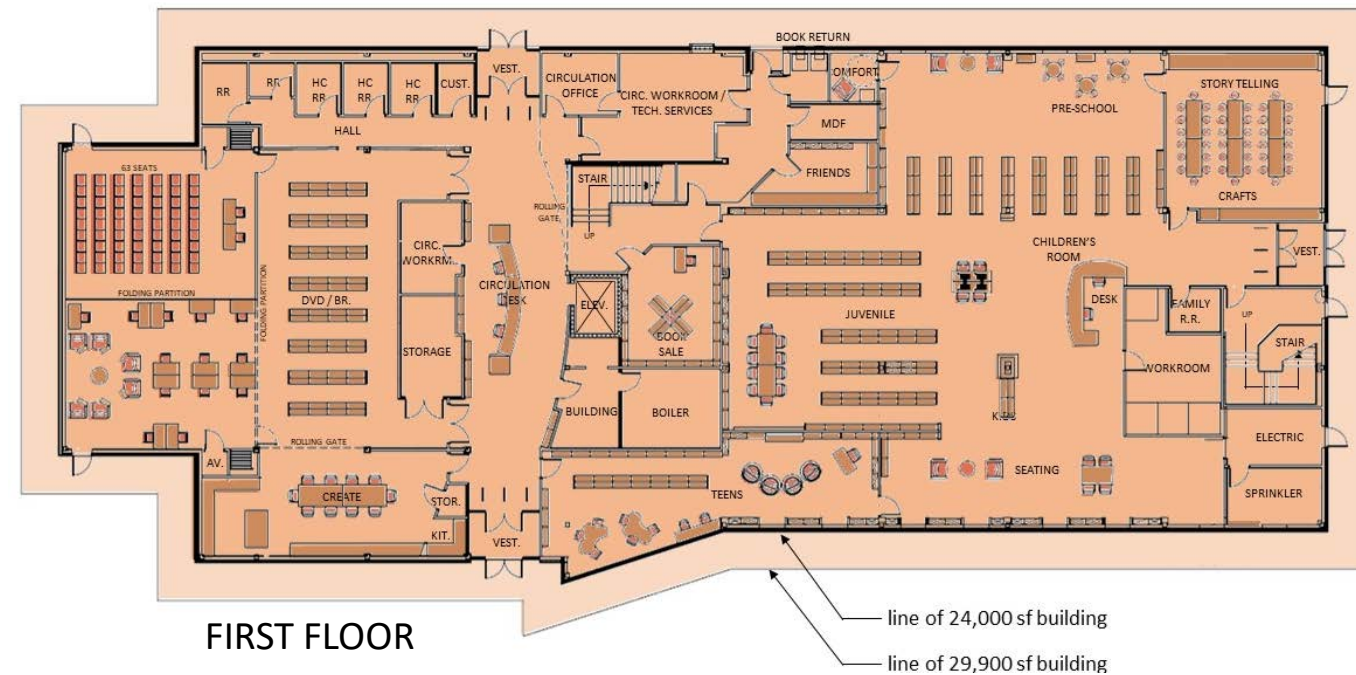 BOOK RETURN
VEST.
CIRCULATION
OFFICE
CIRC. WORKROOM /
TECH. SERVICES
OMFORT
RR
RR
HC
RR
HC
RR
HC
RR
CUST.
HALL
MDF
FRIENDS
PRE-SCHOOL
STORY TELLING
CRAFTS
63 SEATS
STAIR
UP
ROLLING
GATE
CIRC.
WORKRM.
CIRCULATION
DESK
FOLDING PARTITION
FOLDING PARTITION
DVD / BR.
STORAGE
ELEV.
BOOK
SALE
JUVENILE
CHILDREN'S
ROOM
DESK
FAMILY
R.R.
VEST.
UP
STAIR
WORKROOM
BUILDING
BOILER
ELECTRIC
SPRINKLER
ROLLING GATE
AV.
CREATE
STOR.
KIT.
VEST.
TEENS
SEATING
FIRST FLOOR
line of 24,000 sf building
line of 29,900 sf building